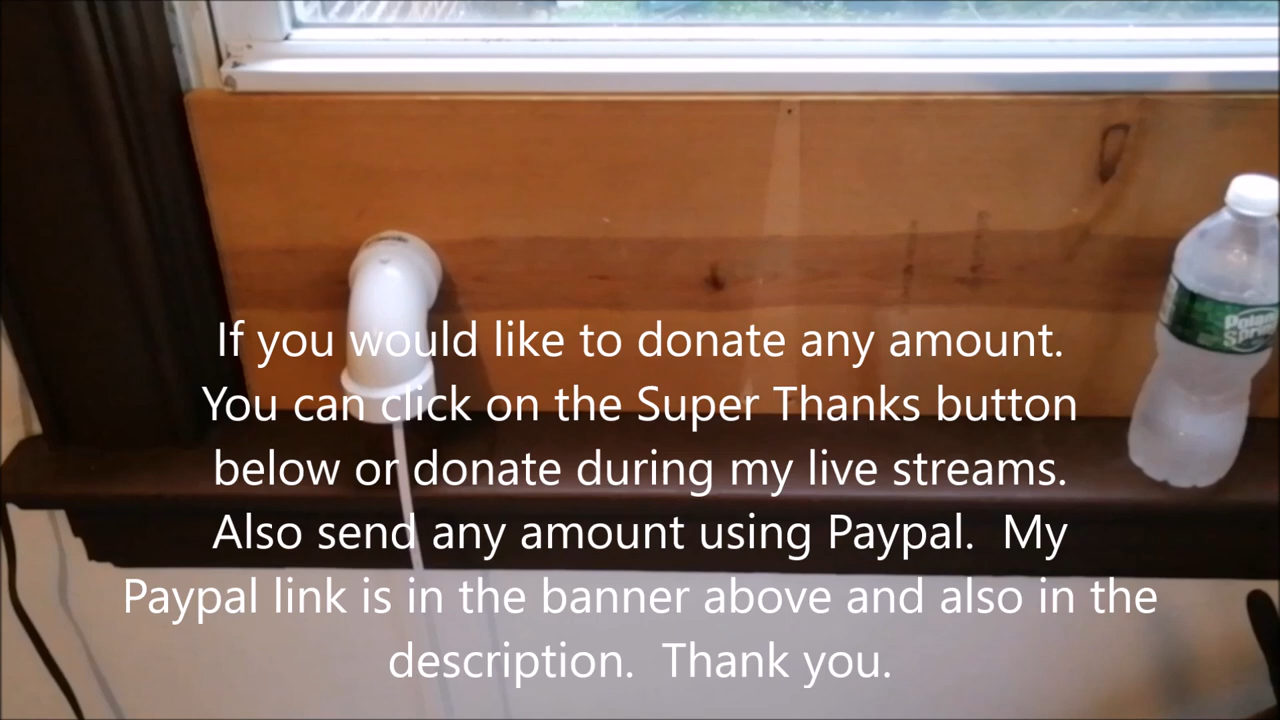 If you would like to donate any amount.
You can click on the Super Thanks button
below or donate during my live streams.
Also send any amount using Paypal.  My
Paypal link is in the banner above and also in the
description.  Thank you.
Poland
Spring